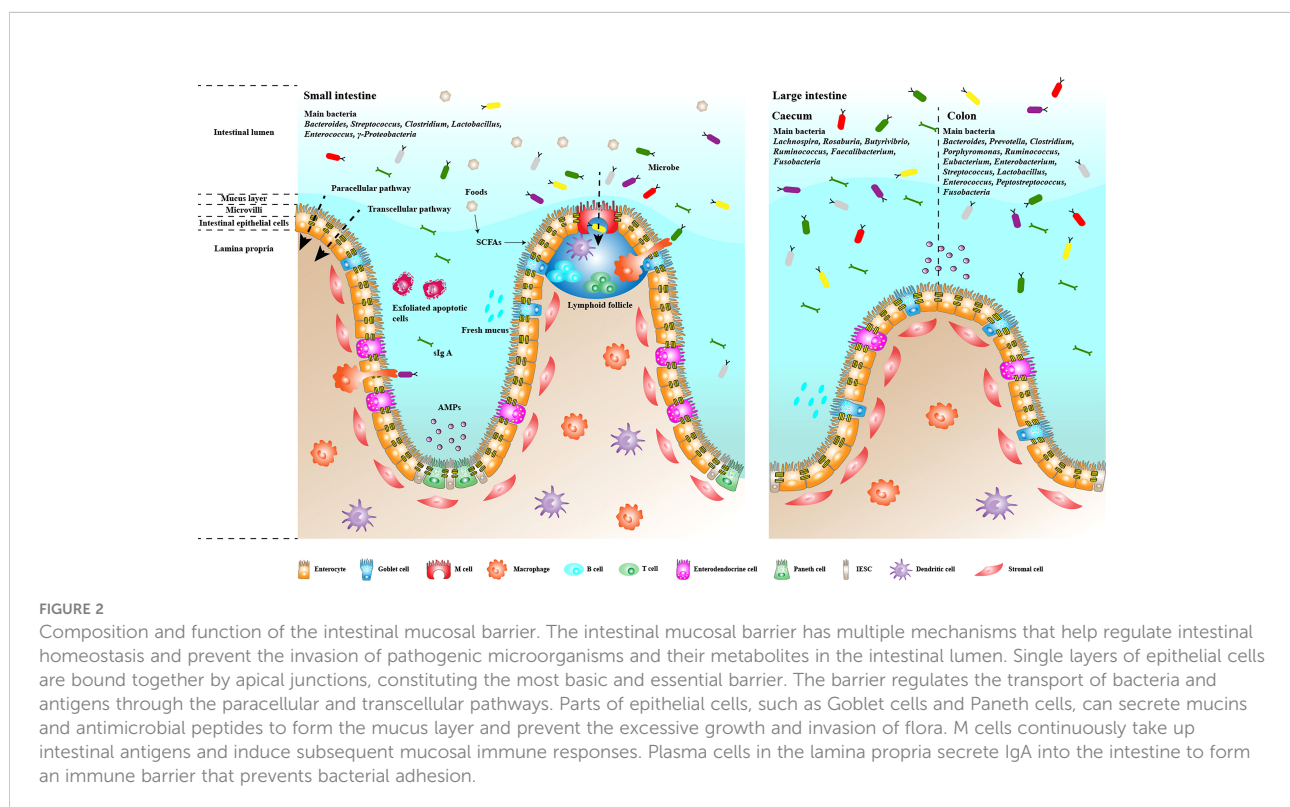 Small intestine
Main bacteria
Bacteroides, Streptococcus, Clostridium, Lactobacillus,
Enterococcus, γ-Proteobacteria
Intestinal lumen
Mucus layer
Microvilli
Intestinal epithelial cells
Lamina propria
Paracellular pathway
Transcellular pathway
Foods
SCFAs
Microbe
Lymphoid follicle
Exfoliated apoptotic
cells
Fresh mucus
sIg A
AMPs
Large intestine
Caecum
Main bacteria
Lachnospira, Rosaburia, Butyrivibrio,
Ruminococcus, Faecalibacterium,
Fusobacteria
Colon
Main bacteria
Bacteroides, Prevotella, Clostridium,
Porphyromonas, Ruminococcus,
Eubacterium, Enterobacterium,
Streptococcus, Lactobacillus,
Enterococcus, Peptostreptococcus,
Fusobacteria
Enterocyte
Goblet cell
M cell
Macrophage
B cell
T cell
Enterodendocrine cell
Paneth cell
IESC
Dendritic cell
Stromal cell
FIGURE 2
Composition and function of the intestinal mucosal barrier. The intestinal mucosal barrier has multiple mechanisms that help regulate intestinal
homeostasis and prevent the invasion of pathogenic microorganisms and their metabolites in the intestinal lumen. Single layers of epithelial cells
are bound together by apical junctions, constituting the most basic and essential barrier. The barrier regulates the transport of bacteria and
antigens through the paracellular and transcellular pathways. Parts of epithelial cells, such as Goblet cells and Paneth cells, can secrete mucins
and antimicrobial peptides to form the mucus layer and prevent the excessive growth and invasion of flora. M cells continuously take up
intestinal antigens and induce subsequent mucosal immune responses. Plasma cells in the lamina propria secrete IgA into the intestine to form
an immune barrier that prevents bacterial adhesion.